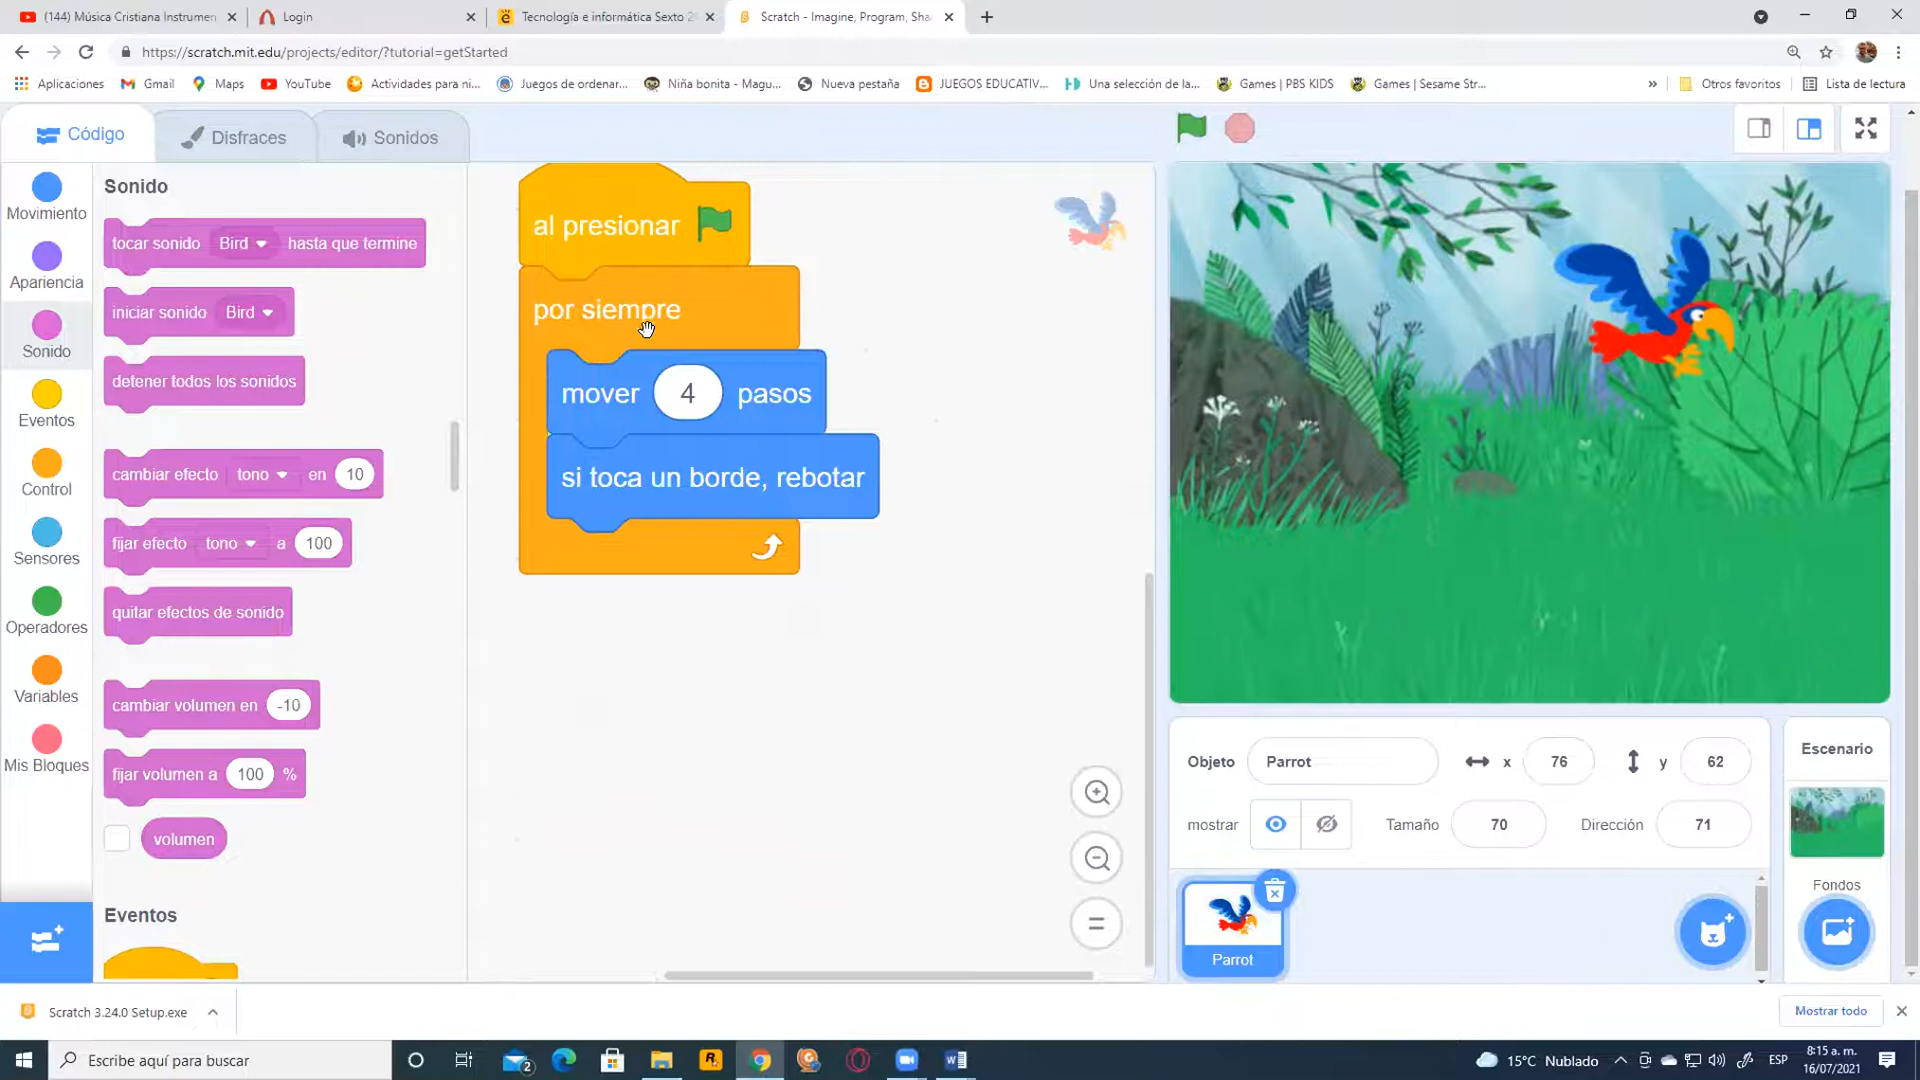 (144) Música Cristiana Instrumen
Login
Tecnología e informática Sexto 2
Scratch - Imagine, Program, Sha
https://scratch.mit.edu/projects/editor/?tutorial=getStarted
Aplicaciones
Gmail
Maps
YouTube
Actividades para ni...
Juegos de ordenar...
Niña bonita - Magu...
Nueva pestaña
JUEGOS EDUCATIV...
Una selección de la...
Games | PBS KIDS
Games | Sesame Str...
»
Otros favoritos
Lista de lectura
Código
Disfraces
Sonidos
Movimiento
Apariencia
Sonido
Eventos
Control
Sensores
Operadores
Variables
Mis Bloques
Sonido
tocar sonido Bird hasta que termine
iniciar sonido Bird
detener todos los sonidos
cambiar efecto tono en 10
fijar efecto tono a 100
quitar efectos de sonido
cambiar volumen en -10
fijar volumen a 100 %
volumen
Eventos
al presionar
por siempre
mover 4 pasos
si toca un borde, rebotar
Objeto Parrot x 76 y 62
mostrar Tamaño 70 Dirección 71
Parrot
Escenario
Fondos
Scratch 3.24.0 Setup.exe
Mostrar todo
Escribe aquí para buscar
2
15°C Nublado
ESP
8:15 a. m.
16/07/2021